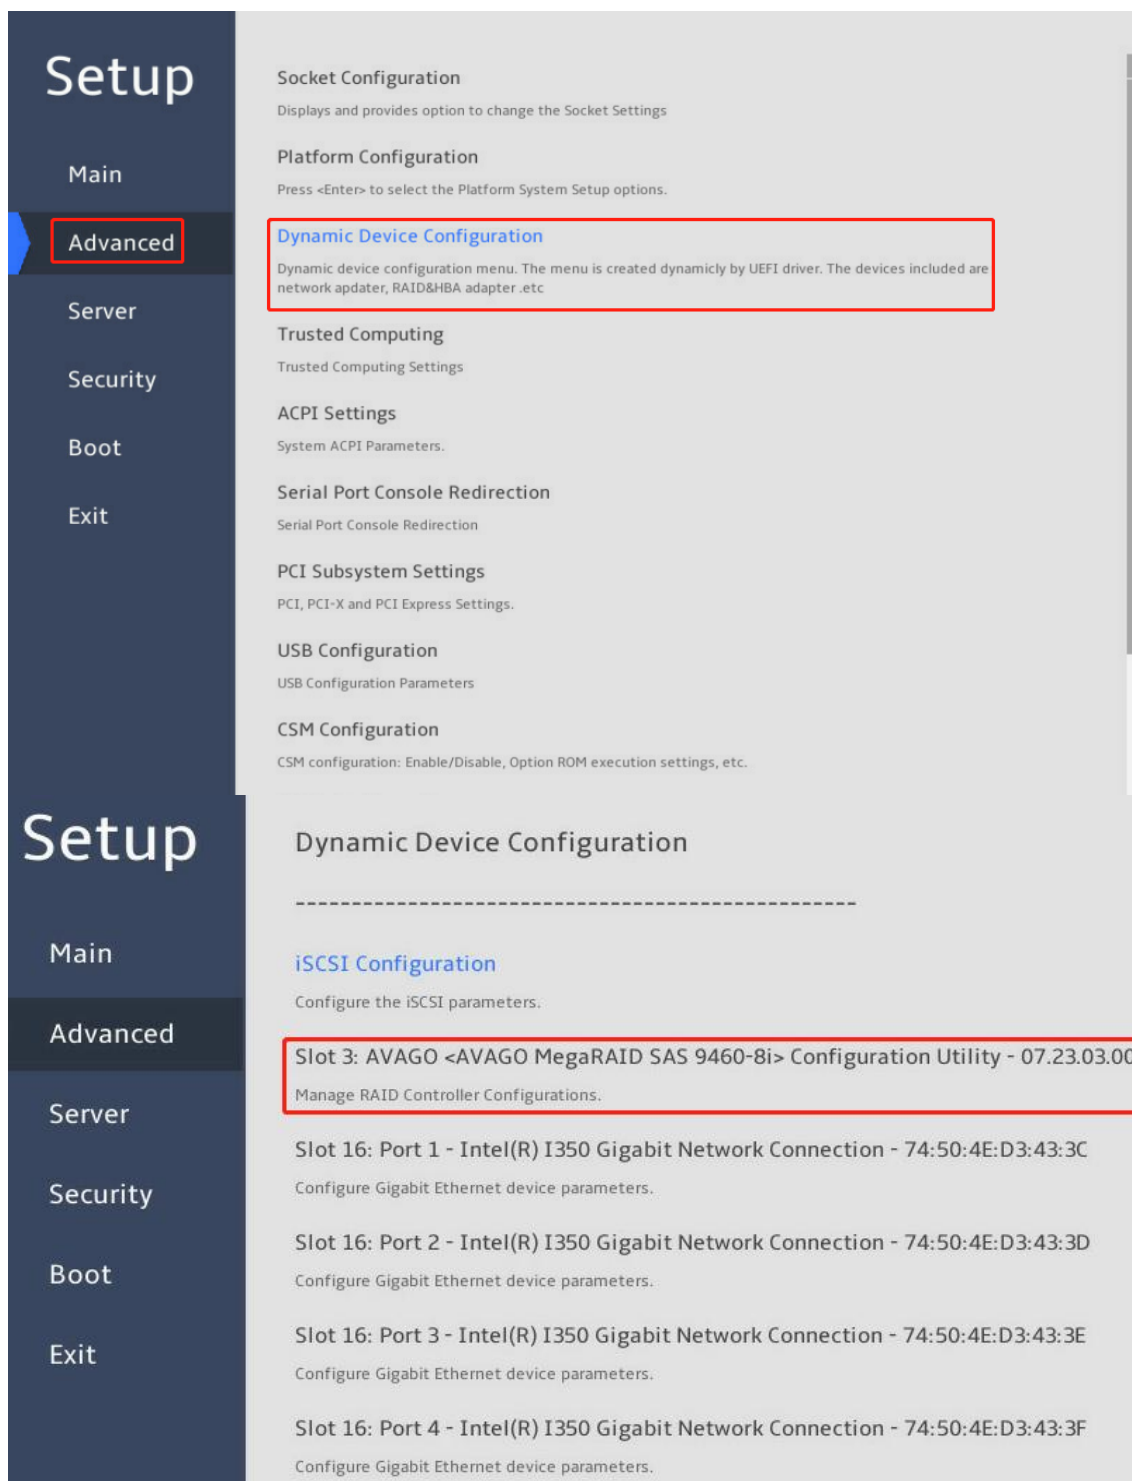 Setup
Main
Advanced
Server
Security
Boot
Exit
Socket Configuration
Displays and provides option to change the Socket Settings
Platform Configuration
Press <Enter> to select the Platform System Setup options.
Dynamic Device Configuration
Dynamic device configuration menu. The menu is created dynamicly by UEFI driver. The devices included are
network apdater, RAID&HBA adapter .etc
Trusted Computing
Trusted Computing Settings
ACPI Settings
System ACPI Parameters.
Serial Port Console Redirection
Serial Port Console Redirection
PCI Subsystem Settings
PCI, PCI-X and PCI Express Settings.
USB Configuration
USB Configuration Parameters
CSM Configuration
CSM configuration: Enable/Disable, Option ROM execution settings, etc.
Setup
Main
Advanced
Server
Security
Boot
Exit
Dynamic Device Configuration
--------------------------------------------------
iSCSI Configuration
Configure the iSCSI parameters.
Slot 3: AVAGO <AVAGO MegaRAID SAS 9460-8i> Configuration Utility - 07.23.03.00
Manage RAID Controller Configurations.
Slot 16: Port 1 - Intel(R) I350 Gigabit Network Connection - 74:50:4E:D3:43:3C
Configure Gigabit Ethernet device parameters.
Slot 16: Port 2 - Intel(R) I350 Gigabit Network Connection - 74:50:4E:D3:43:3D
Configure Gigabit Ethernet device parameters.
Slot 16: Port 3 - Intel(R) I350 Gigabit Network Connection - 74:50:4E:D3:43:3E
Configure Gigabit Ethernet device parameters.
Slot 16: Port 4 - Intel(R) I350 Gigabit Network Connection - 74:50:4E:D3:43:3F
Configure Gigabit Ethernet device parameters.